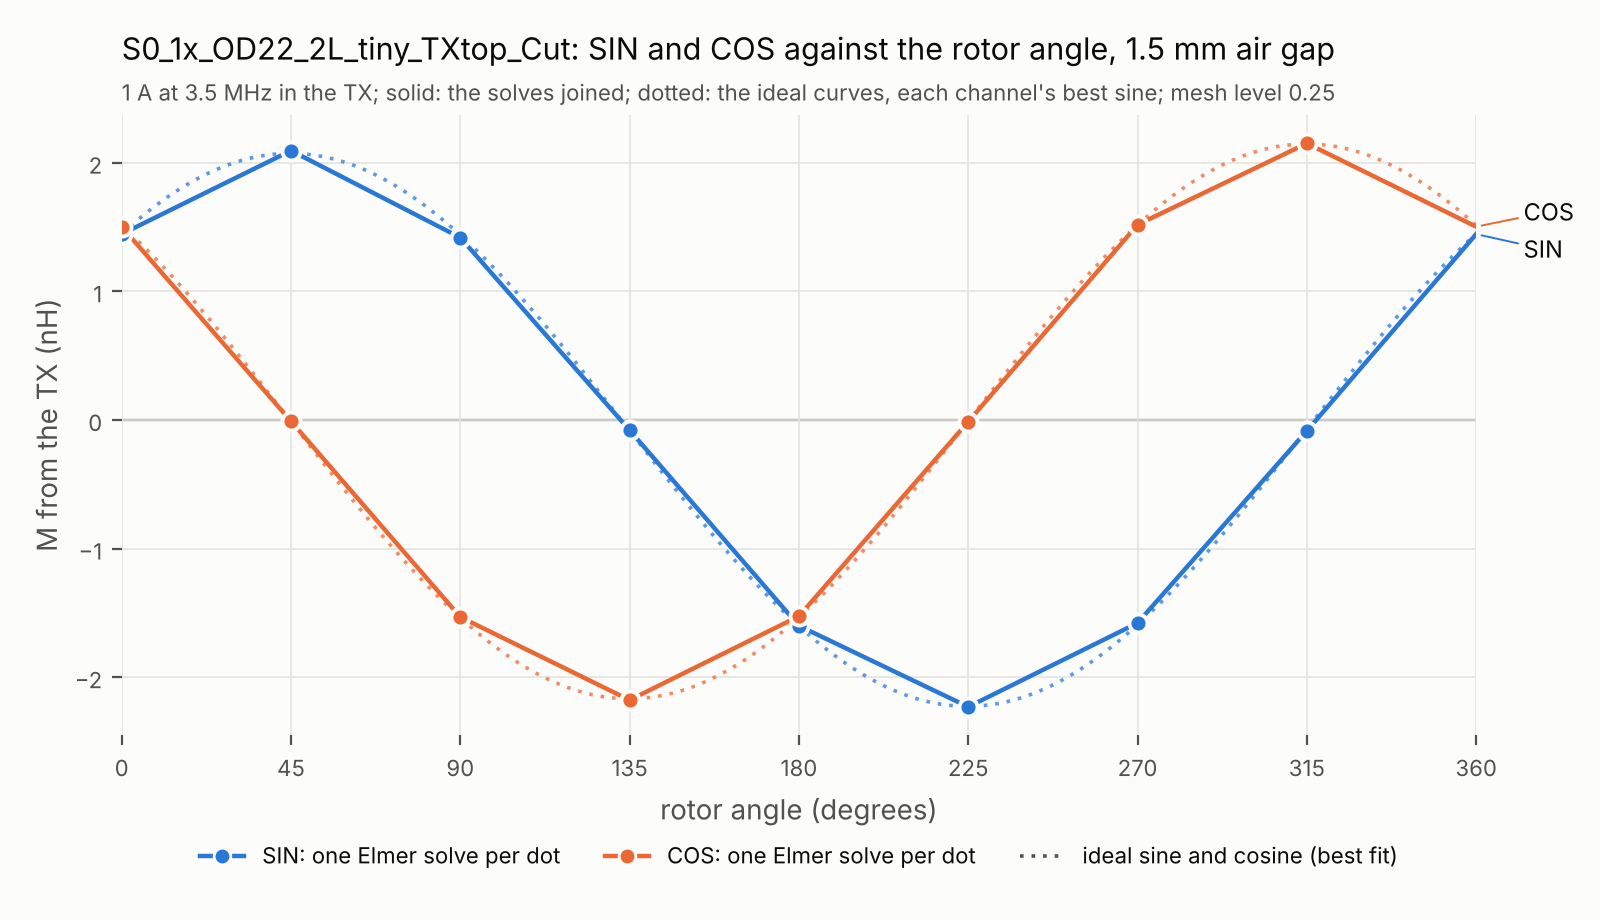 S0_1x_OD22_2L_tiny_TXtop_Cut: SIN and COS against the rotor angle, 1.5 mm air gap
1 A at 3.5 MHz in the TX; solid: the solves joined; dotted: the ideal curves, each channel's best sine; mesh level 0.25
M from the TX (nH)
2
1
0
−1
−2
COS
SIN
0 45 90 135 180 225 270 315 360
rotor angle (degrees)
SIN: one Elmer solve per dot COS: one Elmer solve per dot ideal sine and cosine (best fit)